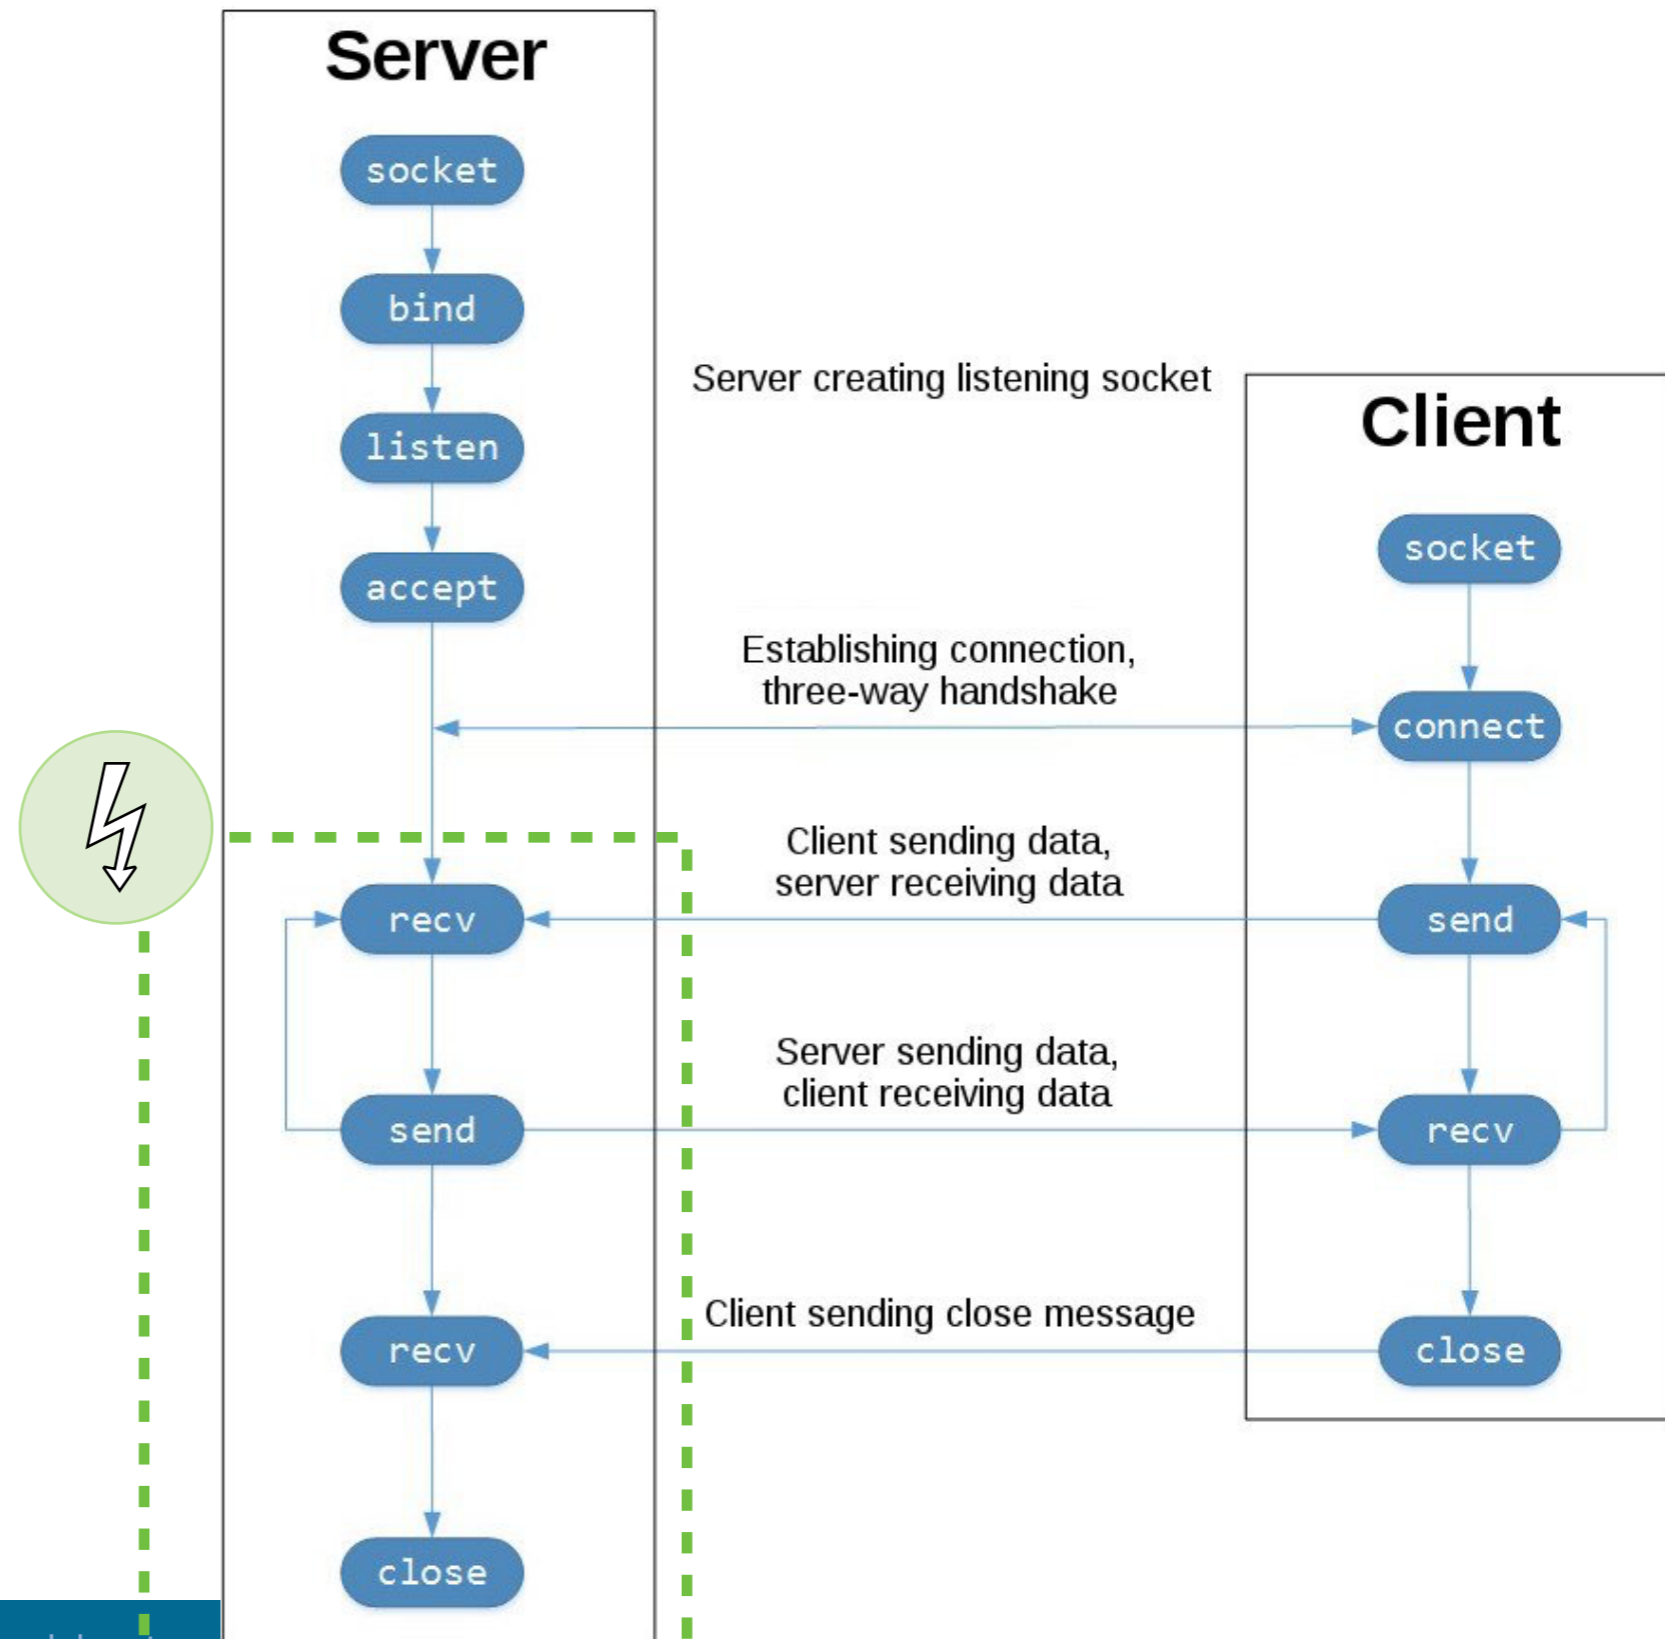 Server
socket
bind
listen
accept
recv
send
recv
close
Server creating listening socket
Establishing connection,
three-way handshake
Client sending data,
server receiving data
Server sending data,
client receiving data
Client sending close message
Client
socket
connect
send
recv
close